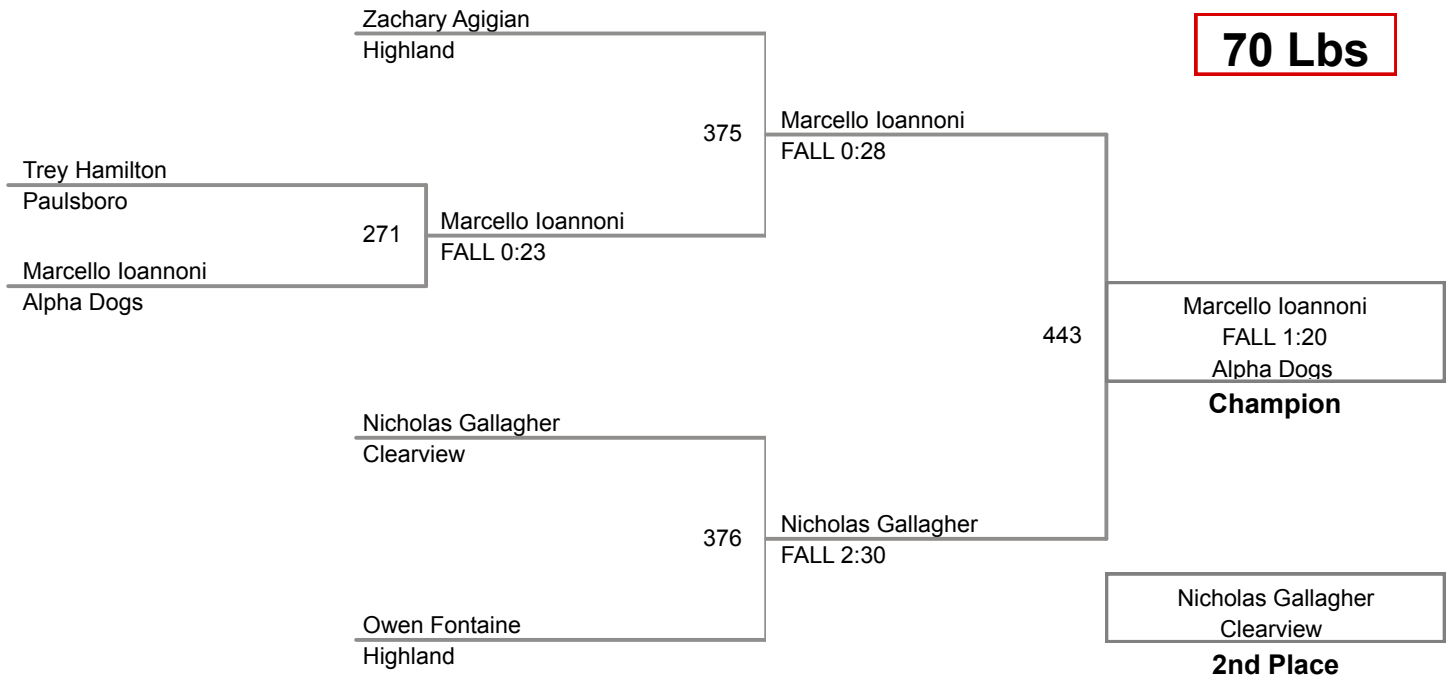 Zachary Agigian
Highland
70 Lbs
375
Marcello Ioannoni
FALL 0:28
Trey Hamilton
Paulsboro
271
Marcello Ioannoni
FALL 0:23
Marcello Ioannoni
Alpha Dogs
443
Marcello Ioannoni
FALL 1:20
Alpha Dogs
Champion
Nicholas Gallagher
Clearview
376
Nicholas Gallagher
FALL 2:30
Owen Fontaine
Highland
Nicholas Gallagher
Clearview
2nd Place